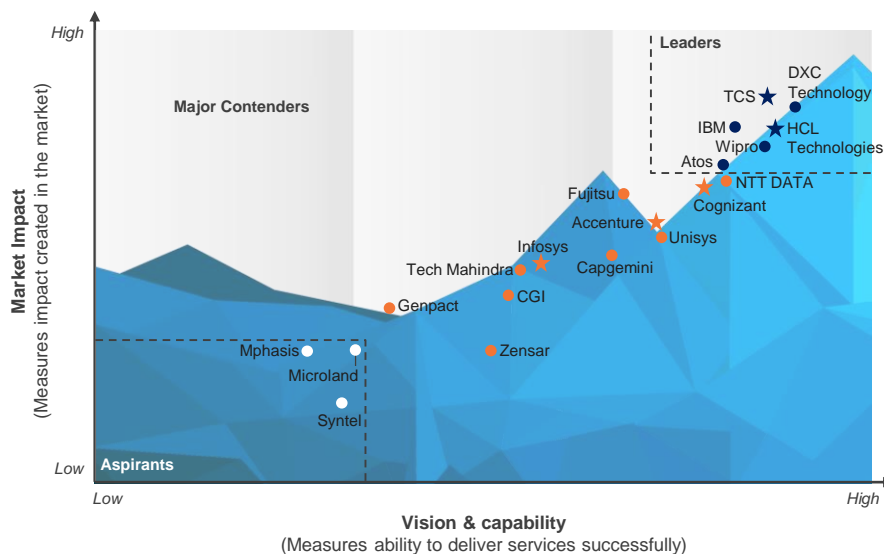 High
Leaders
DXC
Technology
TCS
Major Contenders
IBM
HCL
Technologies
Wipro
Atos
NTT DATA
Fujitsu
Cognizant
Accenture
Unisys
Infosys
Capgemini
Tech Mahindra
CGI
Genpact
Mphasis
Zensar
Microland
Syntel
Aspirants
Market Impact
(Measures impact created in the market)
Low
Low
High
Vision & capability
(Measures ability to deliver services successfully)